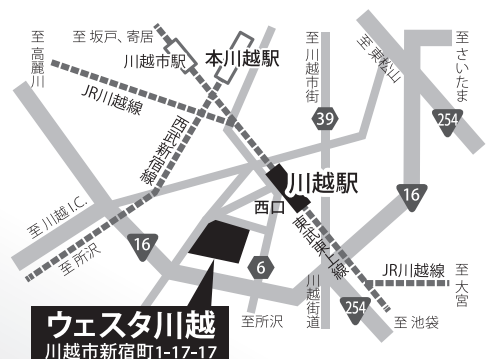 至高麗川
至 坂戸、寄居
川越市駅
本川越駅
至 川越市街
至 東松山
至さいたま
JR川越線
西武新宿線
39
254
川越駅
西口
16
至 川越 I.C.
至 所沢
16
6
東武東上線
JR川越線
至 大宮
川越街道
254
至 池袋
至所沢
ウェスタ川越
川越市新宿町1-17-17